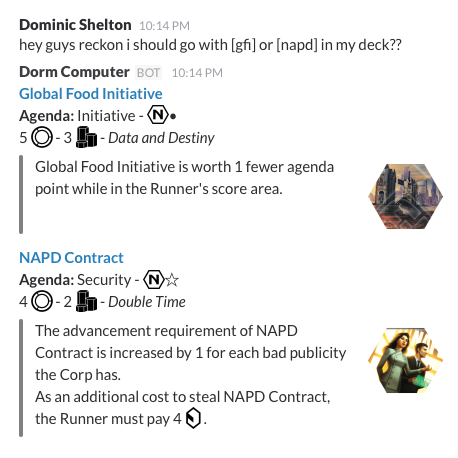 Dominic Shelton 10:14 PM
hey guys reckon i should go with [gfi] or [napd] in my deck??
Dorm Computer BOT 10:14 PM
Global Food Initiative
Agenda: Initiative - N•
5 - 3 - Data and Destiny
Global Food Initiative is worth 1 fewer agenda
point while in the Runner's score area.
NAPD Contract
Agenda: Security - N☆
4 - 2 - Double Time
The advancement requirement of NAPD
Contract is increased by 1 for each bad publicity
the Corp has.
As an additional cost to steal NAPD Contract,
the Runner must pay 4 .